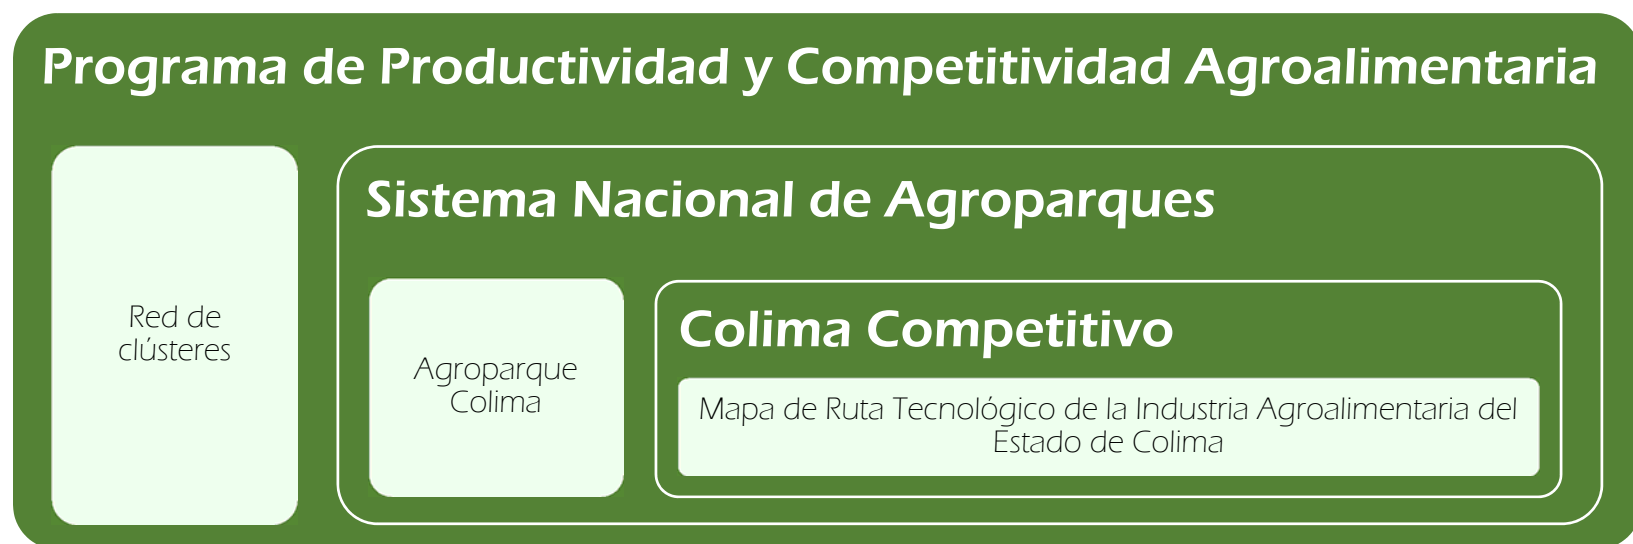 Programa de Productividad y Competitividad Agroalimentaria
Sistema Nacional de Agroparques
Red de
clústeres
Agroparque
Colima
Colima Competitivo
Mapa de Ruta Tecnológico de la Industria Agroalimentaria del
Estado de Colima